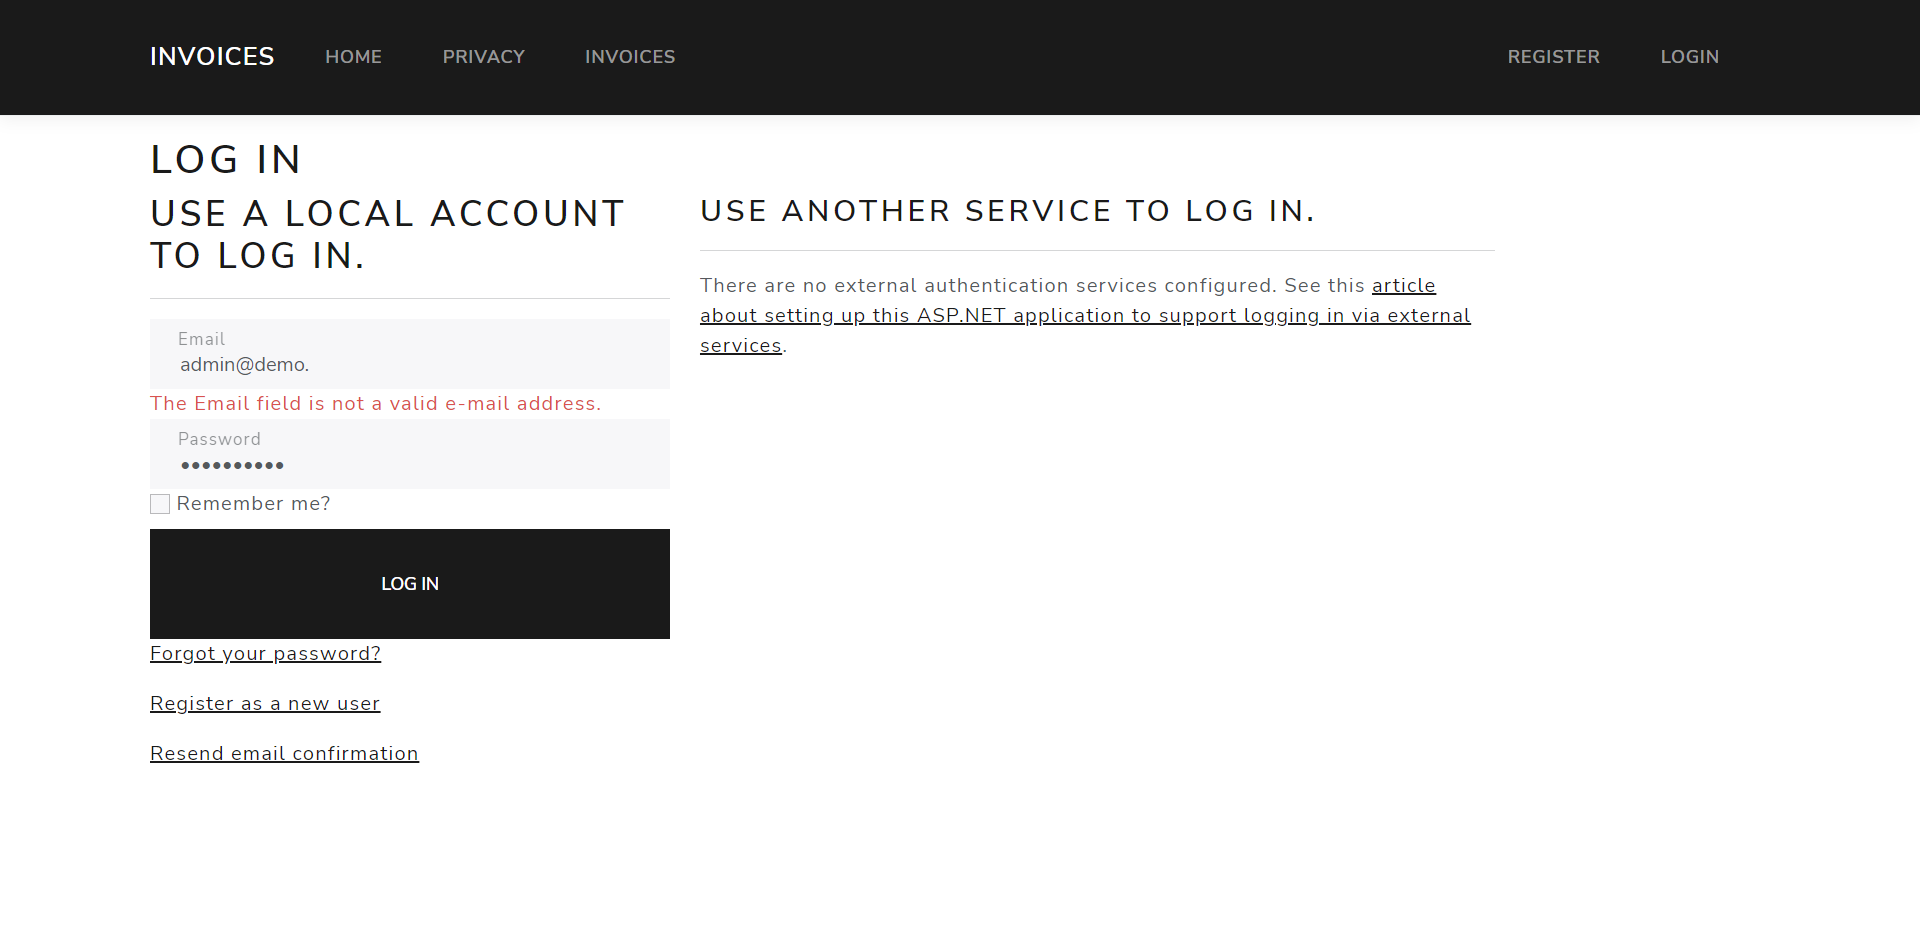 INVOICES HOME PRIVACY INVOICES REGISTER LOGIN
LOG IN
USE A LOCAL ACCOUNT
TO LOG IN.
Email
admin@demo.
The Email field is not a valid e-mail address.
Password
••••••••••
Remember me?
LOG IN
Forgot your password?
Register as a new user
Resend email confirmation
USE ANOTHER SERVICE TO LOG IN.
There are no external authentication services configured. See this article
about setting up this ASP.NET application to support logging in via external
services.